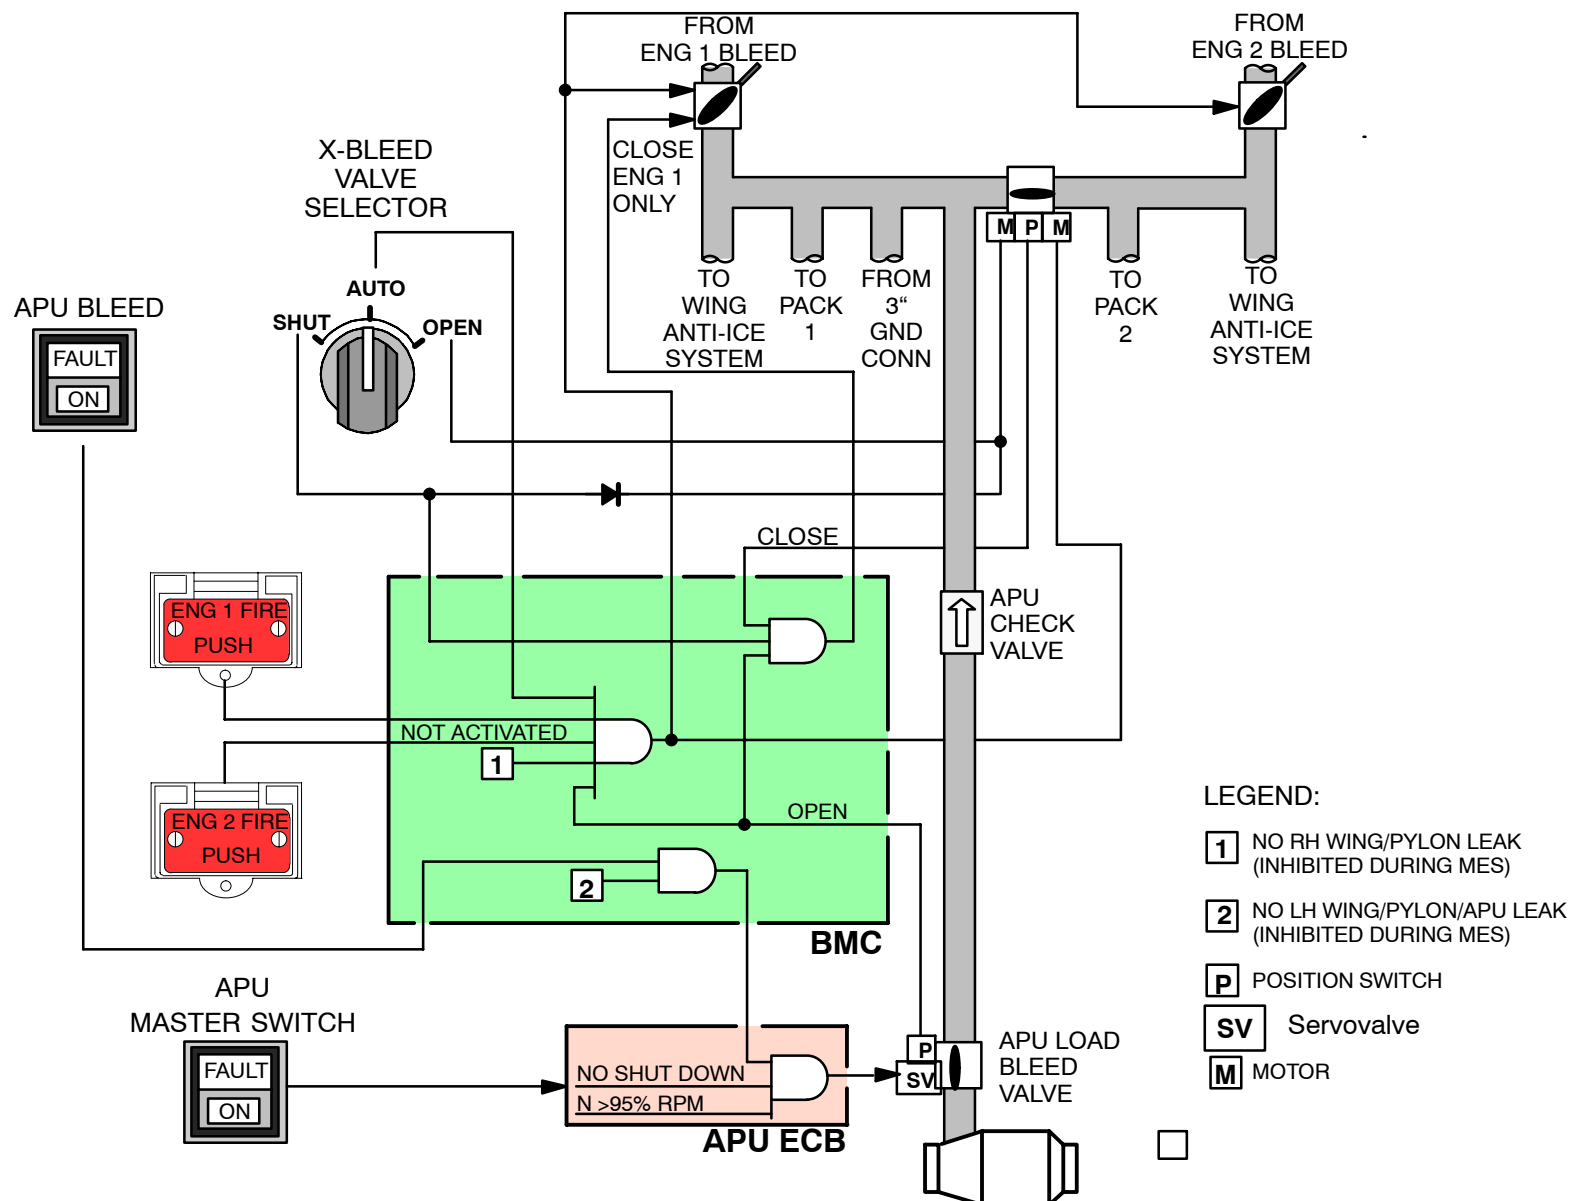 FROM
ENG 1 BLEED
FROM
ENG 2 BLEED
X-BLEED
VALVE
SELECTOR
CLOSE
ENG 1
ONLY
M P M
AUTO
SHUT
OPEN
APU BLEED
FAULT
ON
TO
WING
ANTI-ICE
SYSTEM
TO
PACK
1
FROM
3“
GND
CONN
TO
PACK
2
TO
WING
ANTI-ICE
SYSTEM
CLOSE
ENG 1 FIRE
PUSH
APU
CHECK
VALVE
NOT ACTIVATED
1
ENG 2 FIRE
PUSH
OPEN
2
BMC
LEGEND:
1 NO RH WING/PYLON LEAK
(INHIBITED DURING MES)
2 NO LH WING/PYLON/APU LEAK
(INHIBITED DURING MES)
P POSITION SWITCH
SV Servovalve
M MOTOR
APU
MASTER SWITCH
FAULT
ON
NO SHUT DOWN
N >95% RPM
APU ECB
P
SV
APU LOAD
BLEED
VALVE